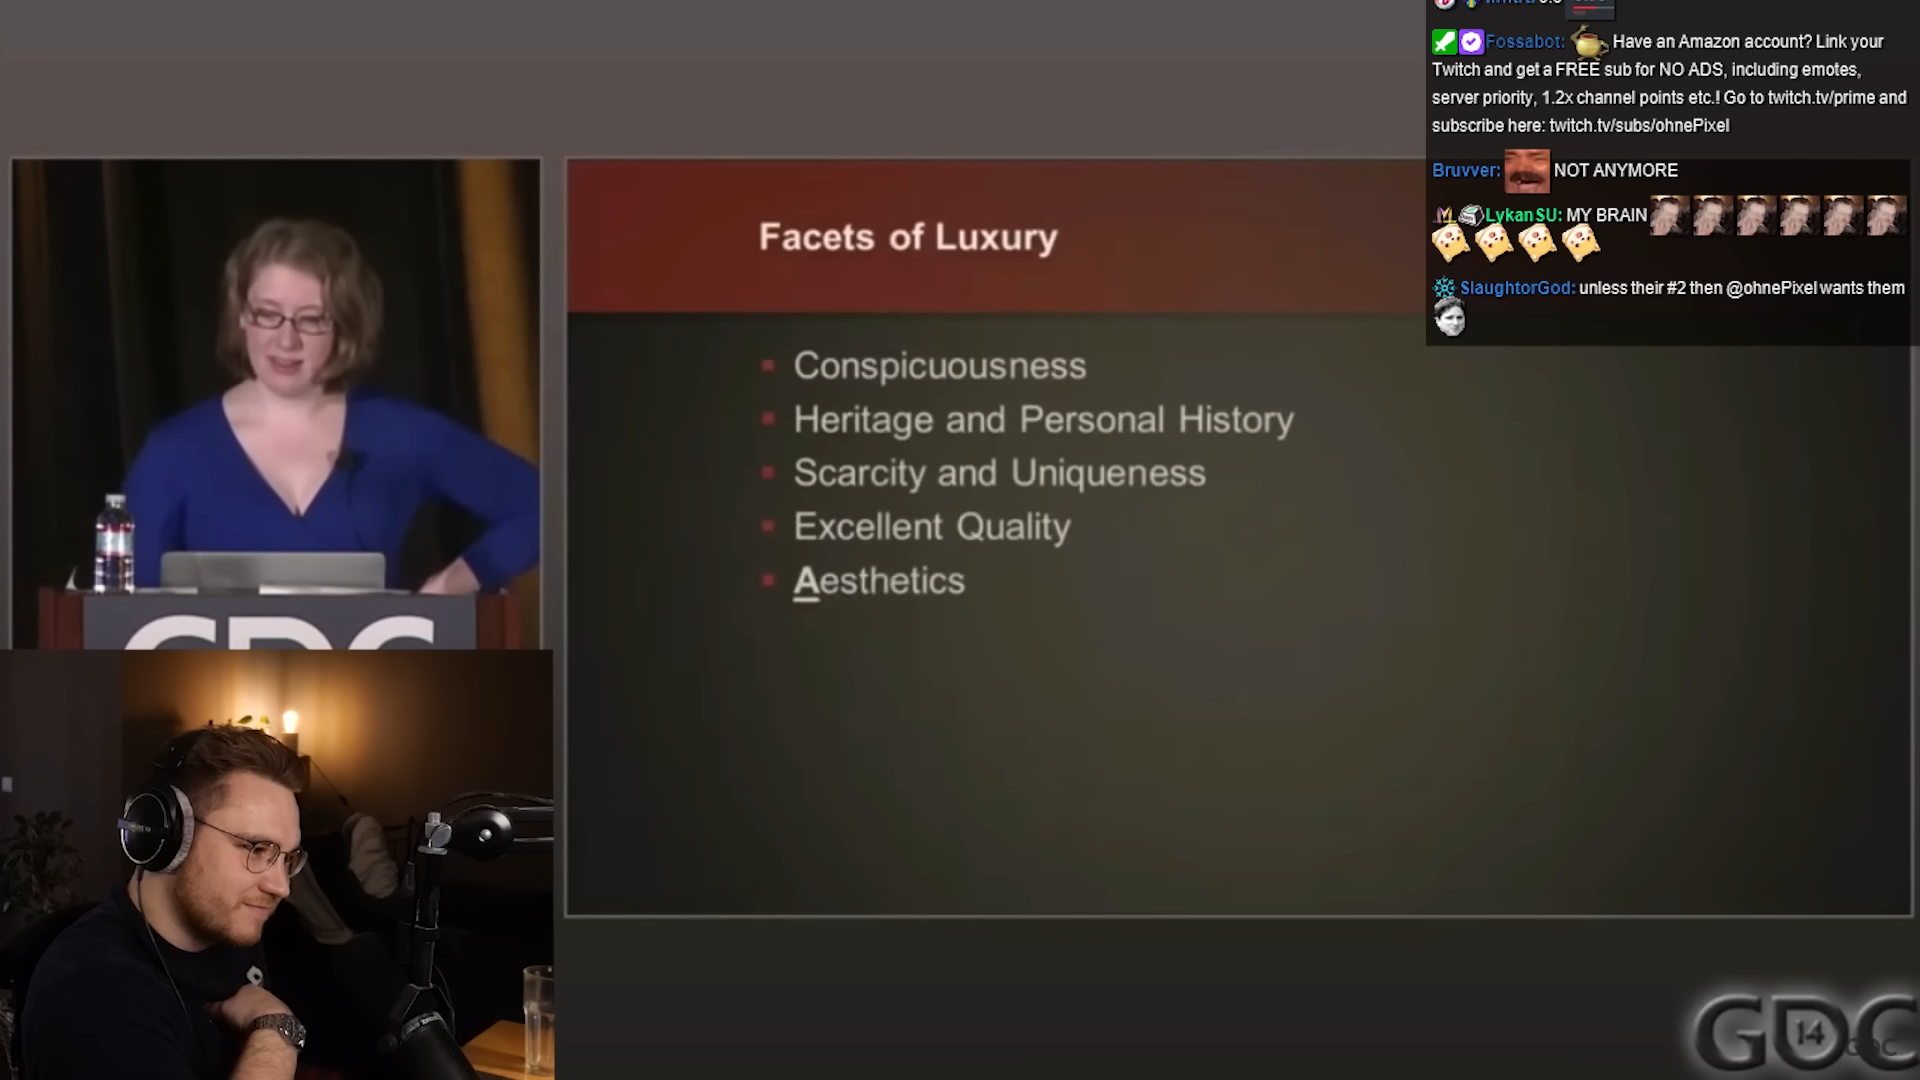 Fossabot: Have an Amazon account? Link your
Twitch and get a FREE sub for NO ADS, including emotes,
server priority, 1.2x channel points etc.! Go to twitch.tv/prime and
subscribe here: twitch.tv/subs/ohnePixel
Bruvver: NOT ANYMORE
LykanSU: MY BRAIN
SlaughtorGod: unless their #2 then @ohnePixel wants them
Facets of Luxury
Conspicuousness
Heritage and Personal History
Scarcity and Uniqueness
Excellent Quality
Aesthetics
GDC
GDC
14
GDC